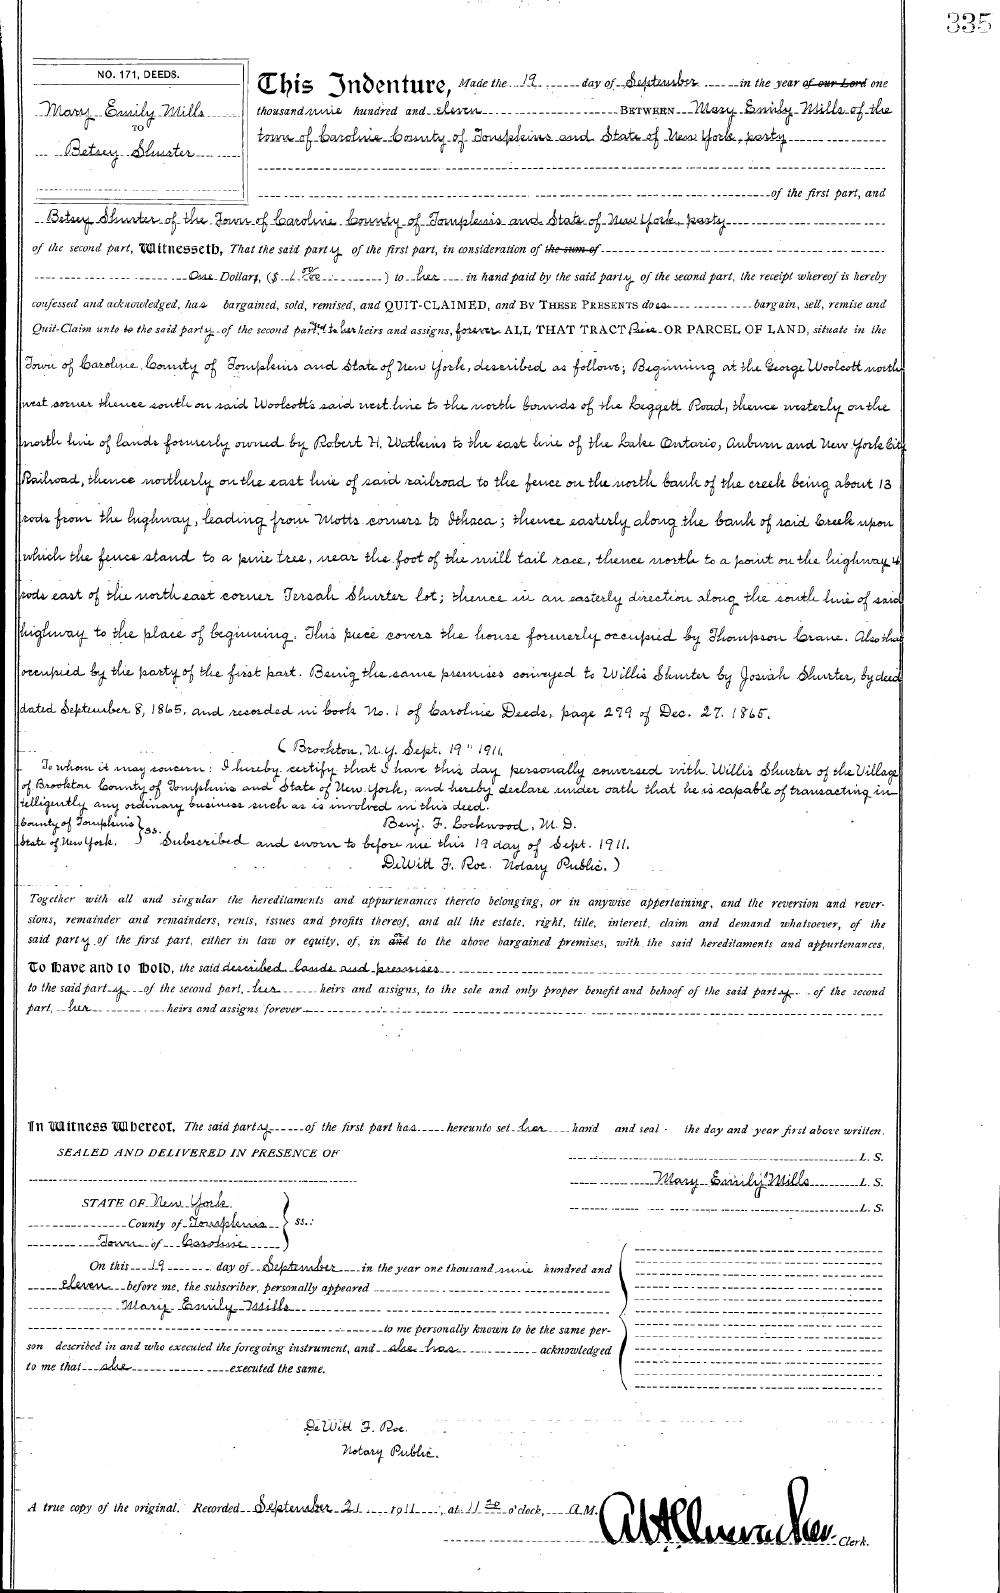 335
NO. 171, DEEDS.
Mary Emily Mills
TO
Betsey Shurter
This Indenture, Made the 19 day of September in the year of our Lord one
thousand nine hundred and eleven BETWEEN Mary Emily Mills of the
town of Caroline County of Tompkins and State of New York, party
of the first part, and
Betsey Shurter of the Town of Caroline County of Tompkins and State of New York, party
of the second part, Witnesseth, That the said party of the first part, in consideration of the sum of
One Dollars, ($ 1 00/100 ) to her in hand paid by the said party of the second part, the receipt whereof is hereby
confessed and acknowledged, has bargained, sold, remised, and QUIT-CLAIMED, and BY THESE PRESENTS does bargain, sell, remise and
Quit-Claim unto to the said party of the second part, to her heirs and assigns, forever ALL THAT TRACT Piece OR PARCEL OF LAND, situate in the
Town of Caroline, County of Tompkins and State of New York, described as follows; Beginning at the George Woolcott north
west corner thence south on said Woolcott's said west line to the north bounds of the Leggett Road, thence westerly on the
north line of lands formerly owned by Robert H. Watkins to the east line of the Lake Ontario, Auburn and New York City
Railroad, thence northerly on the east line of said railroad to the fence on the north bank of the creek being about 13
rods from the highway, leading from Motts corners to Ithaca; thence easterly along the bank of said Creek upon
which the fence stand to a pine tree, near the foot of the mill tail race, thence north to a point on the highway 4
rods east of the north east corner Tersah Shurter lot; thence in an easterly direction along the south line of said
highway to the place of beginning. This piece covers the house formerly occupied by Thompson Crane. Also that
occupied by the party of the first part. Being the same premises conveyed to Willis Shurter by Josiah Shurter, by deed
dated September 8, 1865, and recorded in book No. 1 of Caroline Deeds, page 279 of Dec. 27. 1865.
( Brookton, N.Y. Sept. 19" 1911.
To whom it may concern: I hereby certify that I have this day personally conversed with Willis Shurter of the Village
of Brookton County of Tompkins and State of New York, and hereby declare under oath that he is capable of transacting in-
telligently any ordinary business such as is involved in this deed.
County of Tompkins } ss. Benj. F. Lockwood, M.D.
State of New York. Subscribed and sworn to before me this 19 day of Sept. 1911.
DeWitt F. Roe. Notary Public. )
Together with all and singular the hereditaments and appurtenances thereto belonging, or in anywise appertaining, and the reversion and rever-
sions, remainder and remainders, rents, issues and profits thereof, and all the estate, right, title, interest, claim and demand whatsoever, of the
said party of the first part, either in law or equity, of, in and or to the above bargained premises, with the said hereditaments and appurtenances,
To Have and to Hold, the said described lands and premises
to the said party of the second part, her heirs and assigns, to the sole and only proper benefit and behoof of the said party of the second
part, her heirs and assigns forever
In Witness Whereof, The said party of the first part has hereunto set her hand and seal the day and year first above written.
SEALED AND DELIVERED IN PRESENCE OF
L. S.
Mary Emily Mills L. S.
L. S.
STATE OF New York
County of Tompkins } ss.:
Town of Caroline
On this 19 day of September in the year one thousand nine hundred and
eleven before me, the subscriber, personally appeared
Mary Emily Mills
to me personally known to be the same per-
son described in and who executed the foregoing instrument, and she has acknowledged
to me that she executed the same.
DeWitt F. Roe.
Notary Public.
A true copy of the original. Recorded September 21 1911, at 11 30 o'clock, A.M.
Clerk.